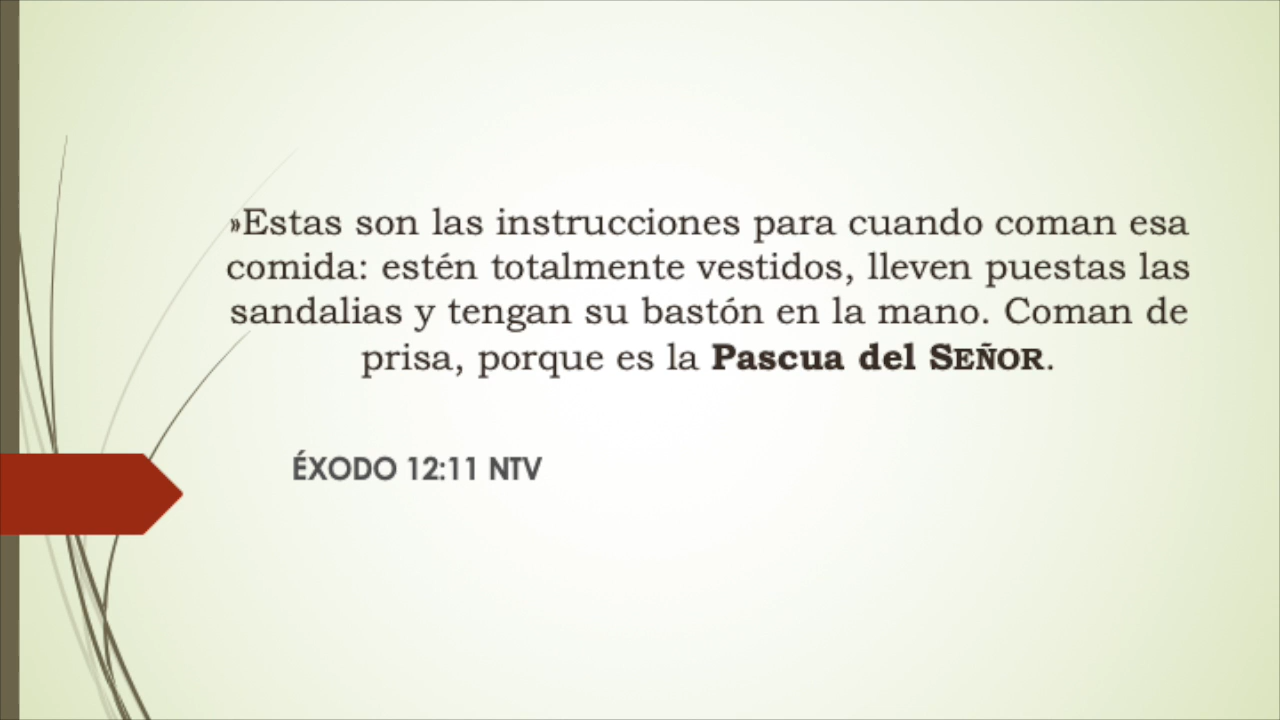 »Estas son las instrucciones para cuando coman esa
comida: estén totalmente vestidos, lleven puestas las
sandalias y tengan su bastón en la mano. Coman de
prisa, porque es la Pascua del SEÑOR.
ÉXODO 12:11 NTV